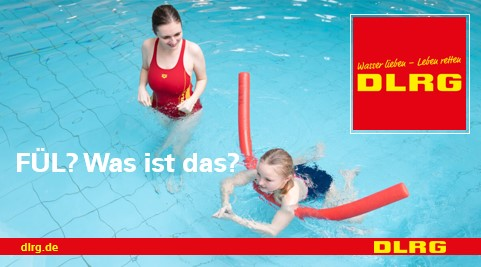 Wasser lieben – Leben retten
DLRG
FÜL? Was ist das?
dlrg.de
DLRG